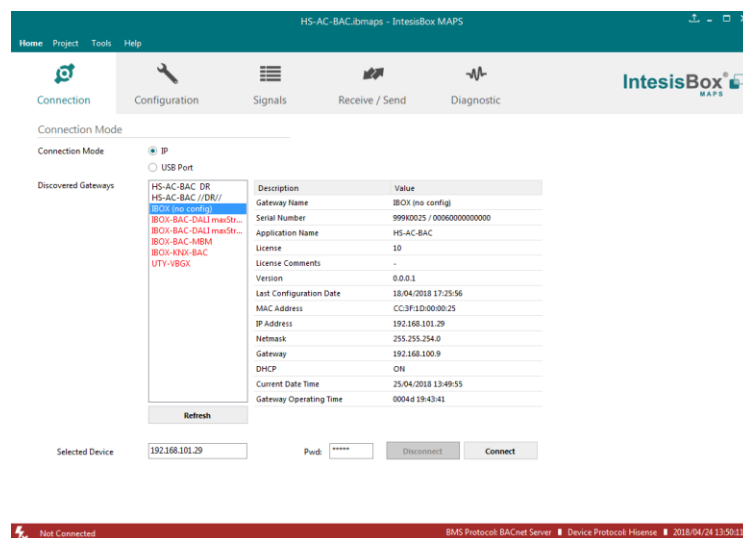 HS-AC-BAC.ibmaps - IntesisBox MAPS
Home Project Tools Help
Connection Configuration Signals Receive / Send Diagnostic
IntesisBox®
MAPS
Connection Mode
Connection Mode IP
USB Port
Discovered Gateways
HS-AC-BAC DR
HS-AC-BAC //DR//
IBOX (no config)
IBOX-BAC-DALI maxStr...
IBOX-BAC-DALI maxStr...
IBOX-BAC-MBM
IBOX-KNX-BAC
UTY-VBGX
Refresh
Description Value
Gateway Name IBOX (no config)
Serial Number 999K0025 / 00060000000000
Application Name HS-AC-BAC
License 10
License Comments -
Version 0.0.0.1
Last Configuration Date 18/04/2018 17:25:56
MAC Address CC:3F:1D:00:00:25
IP Address 192.168.101.29
Netmask 255.255.254.0
Gateway 192.168.100.9
DHCP ON
Current Date Time 25/04/2018 13:49:55
Gateway Operating Time 0004d 19:43:41
Selected Device 192.168.101.29 Pwd: ***** Disconnect Connect
Not Connected BMS Protocol: BACnet Server Device Protocol: Hisense 2018/04/24 13:50:11